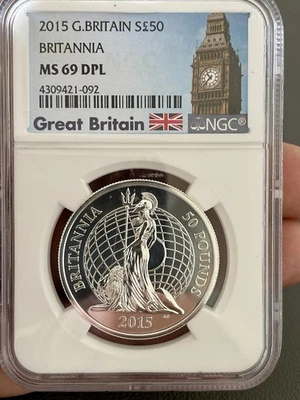 2015 G.BRITAIN S£50
BRITANNIA
MS 69 DPL
4309421-092
Great Britain
NGC
BRITANNIA
50 POUNDS
2015